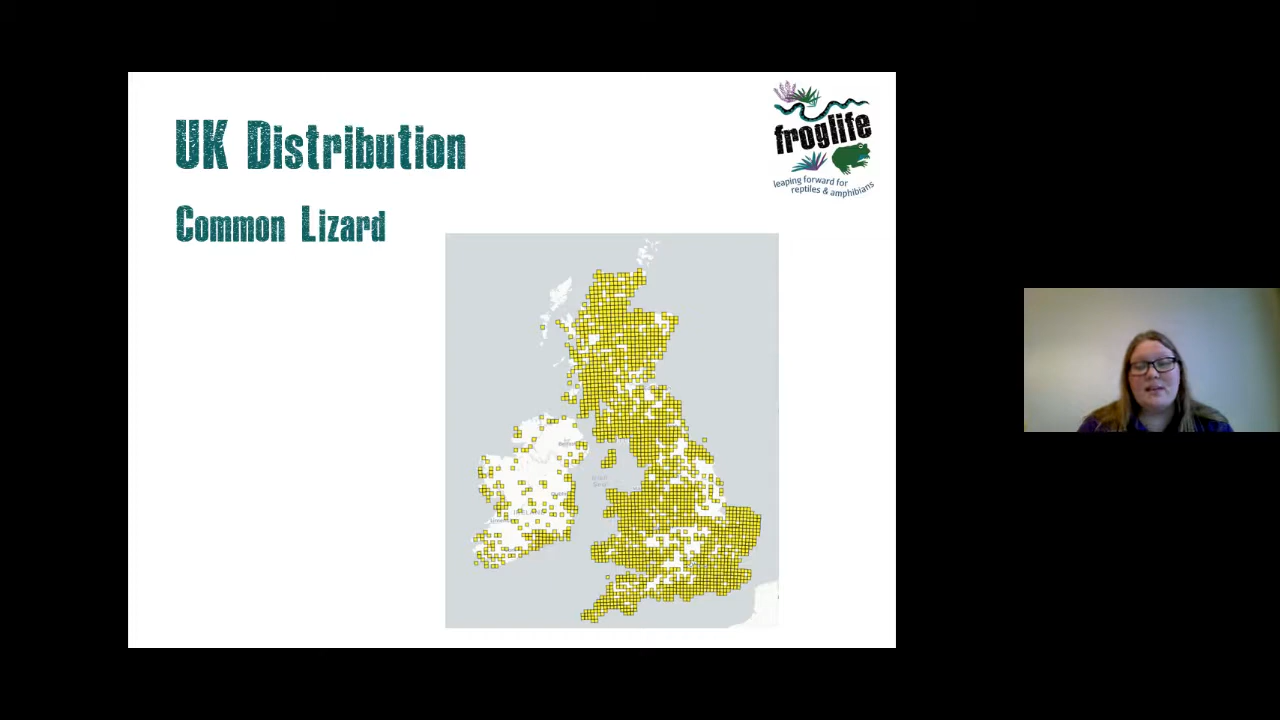 UK Distribution
froglife
leaping forward for
reptiles & amphibians
Common Lizard